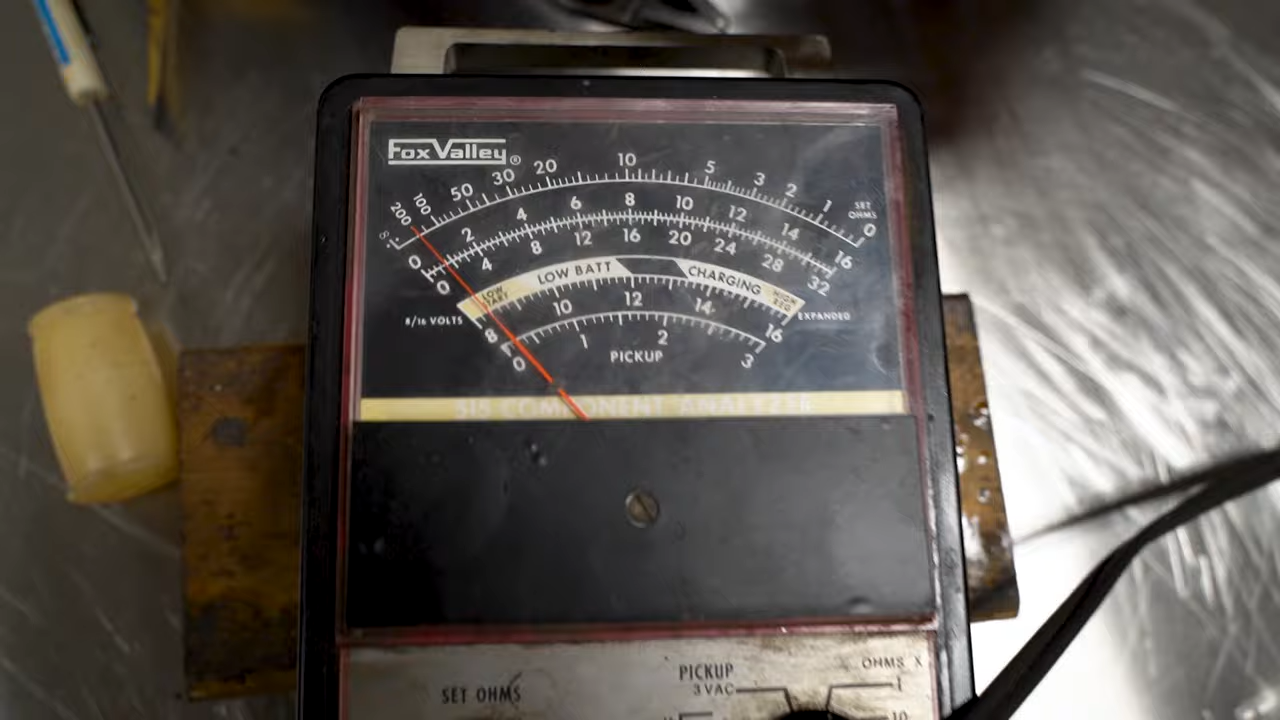 FoxValley®
∞ 200 100 50 30 20 10 5 3 2 1 0
SET
OHMS
0 2 4 6 8 10 12 14 16
0 4 8 12 16 20 24 28 32
LOW BATT CHARGING HIGH
REG
8/16 VOLTS 8 10 12 14 16 EXPANDED
0 1 2 3
PICKUP
COMPONENT ANALYZER
PICKUP OHMS X
3 VAC 1
SET OHMS
10